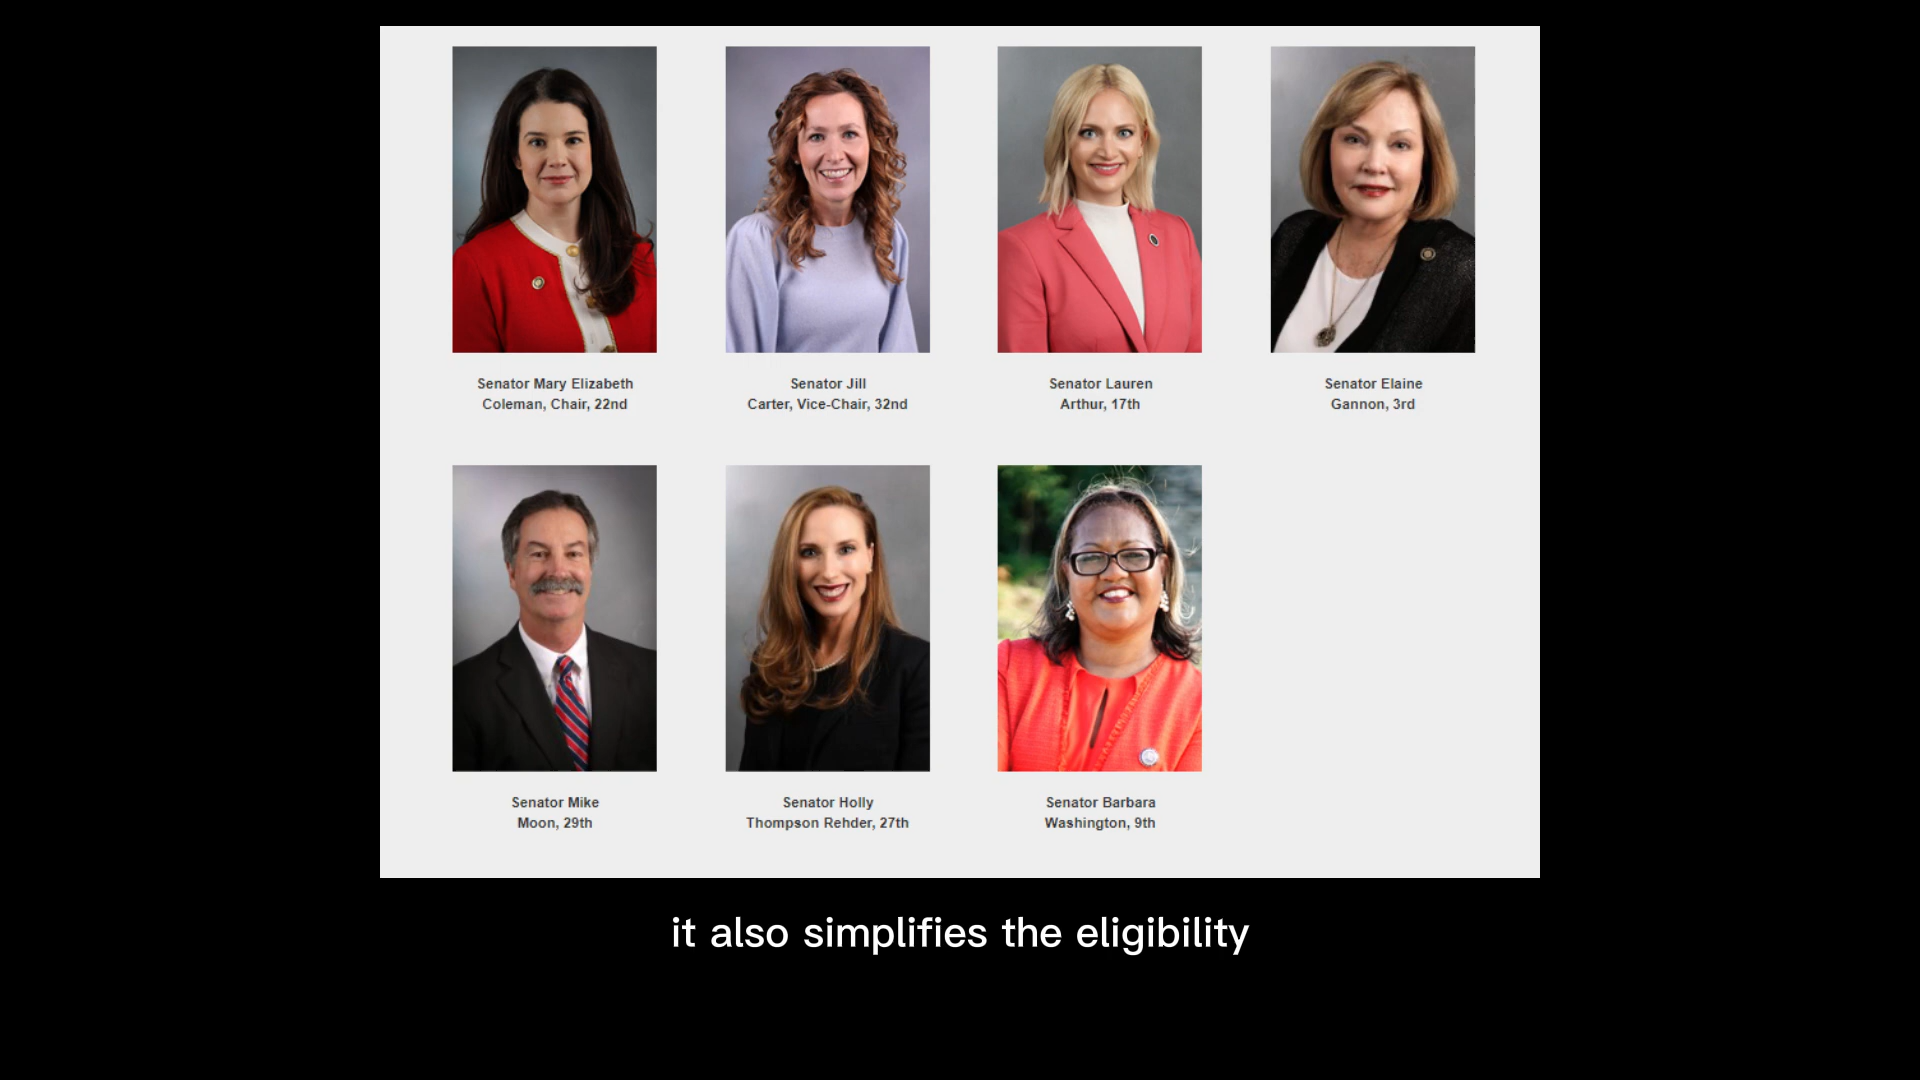 Senator Mary Elizabeth
Coleman, Chair, 22nd
Senator Jill
Carter, Vice-Chair, 32nd
Senator Lauren
Arthur, 17th
Senator Elaine
Gannon, 3rd
Senator Mike
Moon, 29th
Senator Holly
Thompson Rehder, 27th
Senator Barbara
Washington, 9th
it also simplifies the eligibility